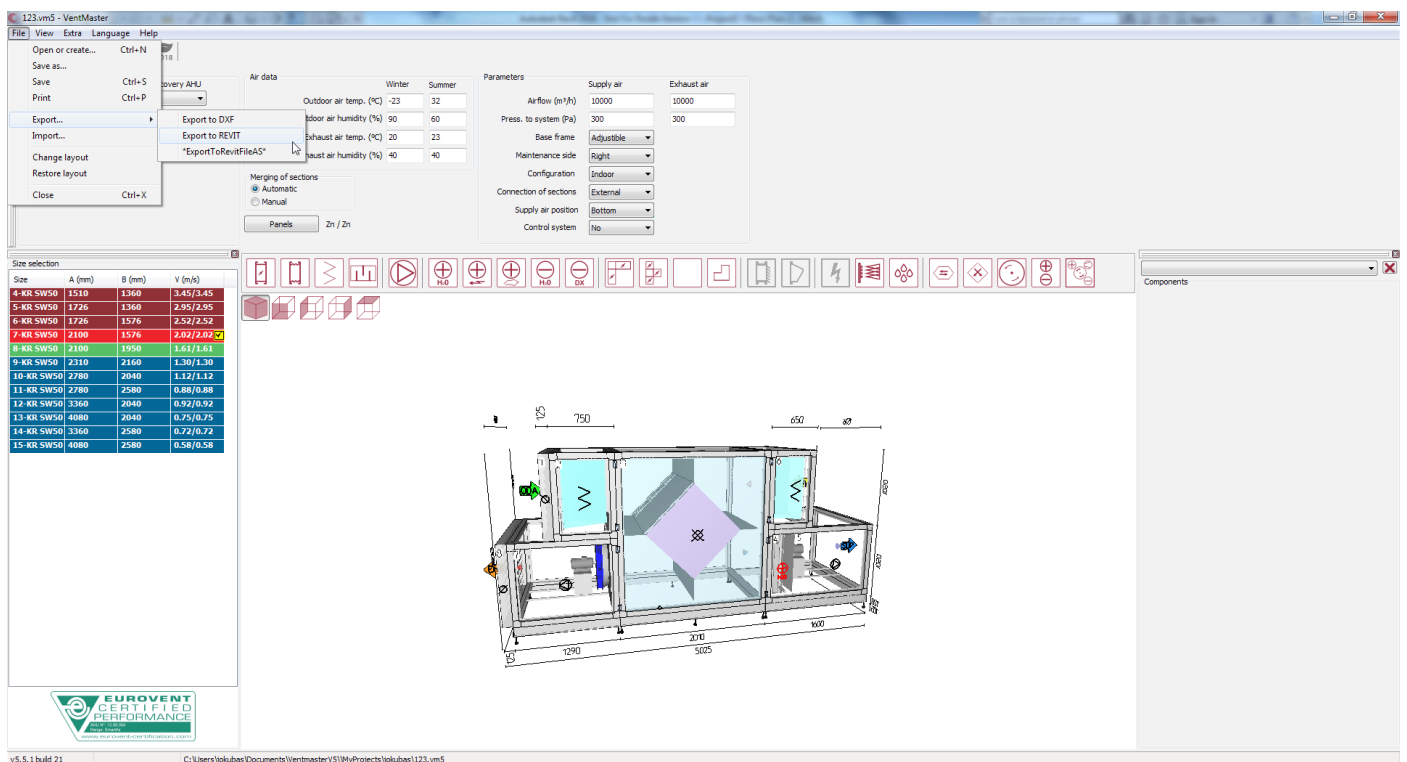 123.vm5 - VentMaster
File View Extra Language Help
Open or create... Ctrl+N
Save as...
Save Ctrl+S
Print Ctrl+P
Export...
Import...
Change layout
Restore layout
Close Ctrl+X
Export to DXF
Export to REVIT
*ExportToRevitFileAS*
Air data
Winter Summer
Outdoor air temp. (ºC) -23 32
90 60
Exhaust air temp. (ºC) 20 23
40 40
Merging of sections
Automatic
Manual
Panels Zn / Zn
Parameters
Supply air Exhaust air
Airflow (m³/h) 10000 10000
Press. to system (Pa) 300 300
Base frame Adjustible
Maintenance side Right
Configuration Indoor
Connection of sections External
Supply air position Bottom
Control system No
Size selection
Size A (mm) B (mm) V (m/s)
4-KR SW50 1510 1360 3.45/3.45
5-KR SW50 1726 1360 2.95/2.95
6-KR SW50 1726 1576 2.52/2.52
7-KR SW50 2100 1576 2.02/2.02
8-KR SW50 2100 1950 1.61/1.61
9-KR SW50 2310 2160 1.30/1.30
10-KR SW50 2780 2040 1.12/1.12
11-KR SW50 2780 2580 0.88/0.88
12-KR SW50 3360 2040 0.92/0.92
13-KR SW50 4080 2040 0.75/0.75
14-KR SW50 3360 2580 0.72/0.72
15-KR SW50 4080 2580 0.58/0.58
H₂0 H₂0 DX
Components
125 750 650
125 1290 2010 1600
5025
EUROVENT
CERTIFIED
PERFORMANCE
www.eurovent-certification.com
v5.5.1 build 21 C:\Users\jokubas\Documents\VentmasterV5\\MyProjects\jokubas\123.vm5